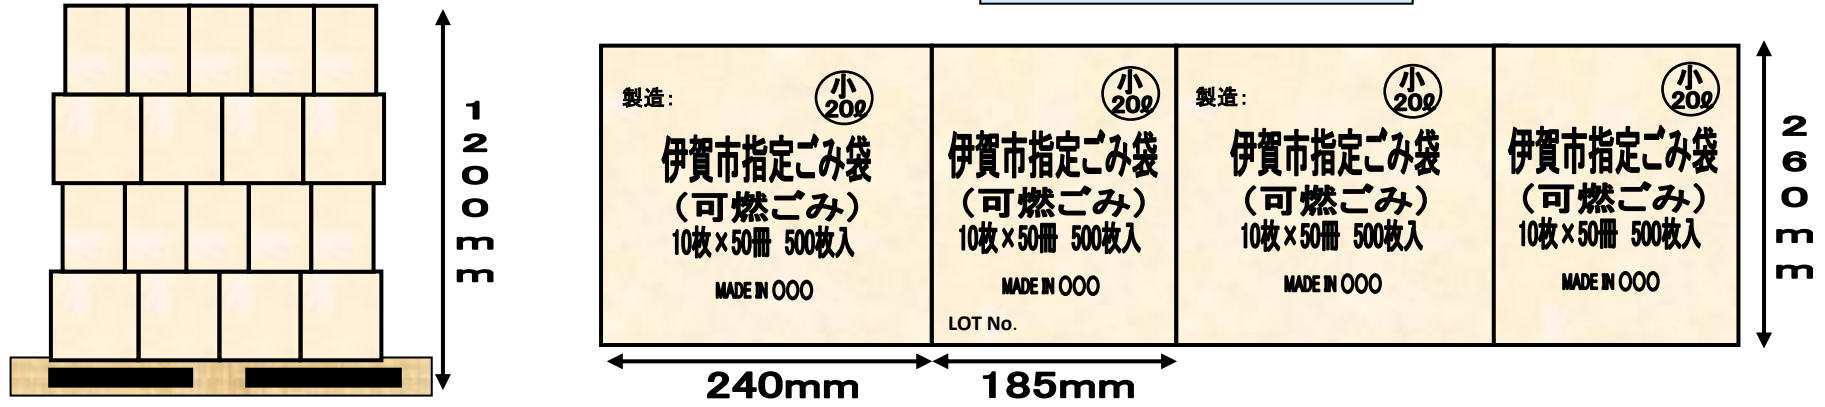 1200mm
製造：
小
20ℓ
伊賀市指定ごみ袋
（可燃ごみ）
10枚×50冊 500枚入
MADE IN 〇〇〇
小
20ℓ
伊賀市指定ごみ袋
（可燃ごみ）
10枚×50冊 500枚入
MADE IN 〇〇〇
LOT No.
製造：
小
20ℓ
伊賀市指定ごみ袋
（可燃ごみ）
10枚×50冊 500枚入
MADE IN 〇〇〇
小
20ℓ
伊賀市指定ごみ袋
（可燃ごみ）
10枚×50冊 500枚入
MADE IN 〇〇〇
260mm
240mm
185mm